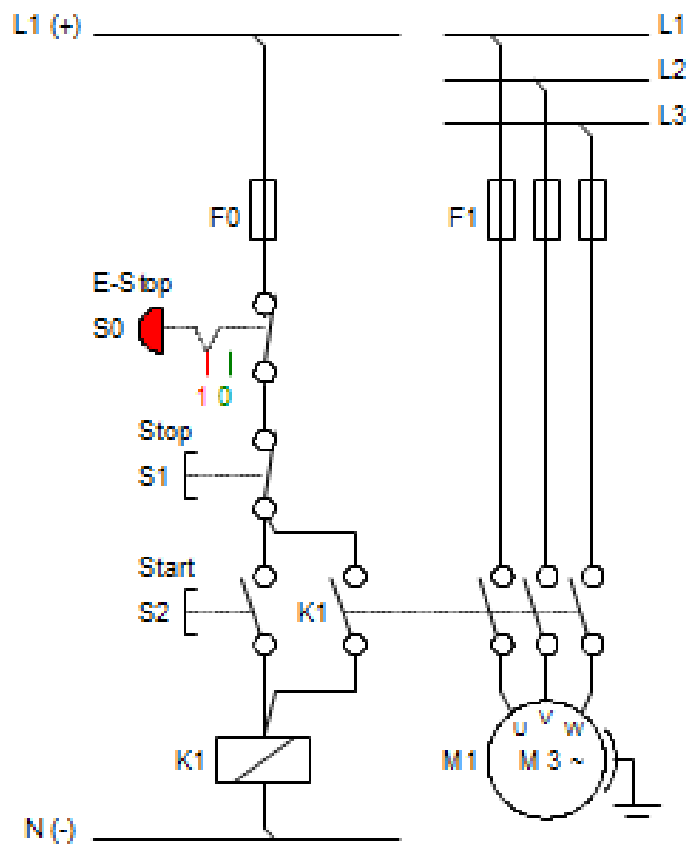 L1 (+)
L1
L2
L3
F0
F1
E-Stop
S0
1 0
Stop
S1
Start
S2
K1
K1
M1
U V W
M 3 ~
N (-)